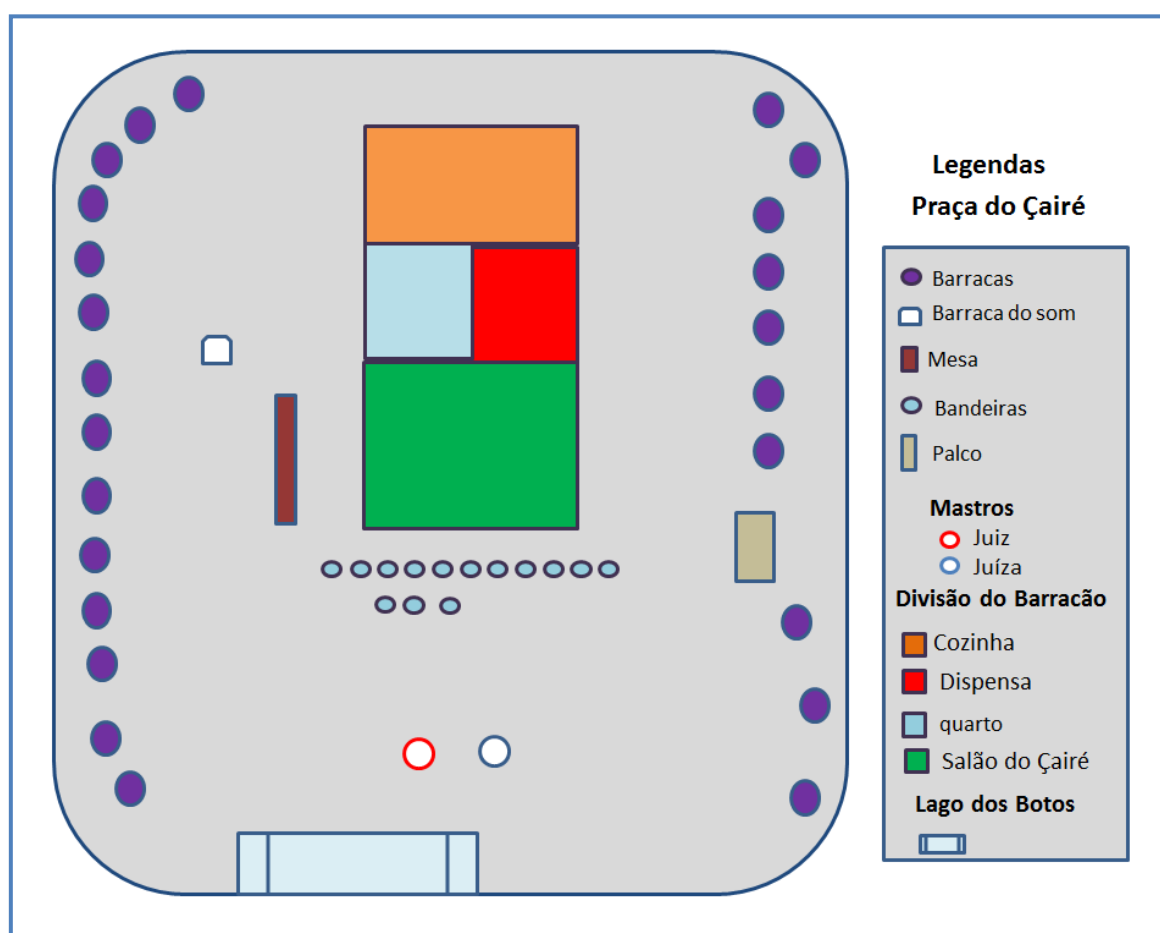 Legendas
Praça do Çairé
Barracas
Barraca do som
Mesa
Bandeiras
Palco
Mastros
Juiz
Juíza
Divisão do Barracão
Cozinha
Dispensa
quarto
Salão do Çairé
Lago dos Botos